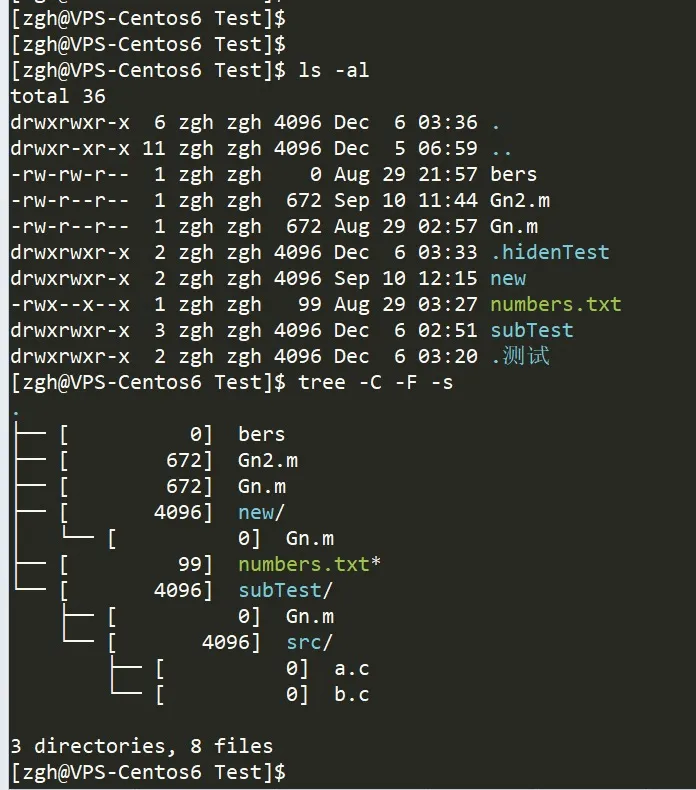 [zgh@VPS-Centos6 Test]$
[zgh@VPS-Centos6 Test]$
[zgh@VPS-Centos6 Test]$ ls -al
total 36
drwxrwxr-x  6 zgh zgh 4096 Dec  6 03:36 .
drwxr-xr-x 11 zgh zgh 4096 Dec  5 06:59 ..
-rw-rw-r--  1 zgh zgh    0 Aug 29 21:57 bers
-rw-r--r--  1 zgh zgh  672 Sep 10 11:44 Gn2.m
-rw-r--r--  1 zgh zgh  672 Aug 29 02:57 Gn.m
drwxrwxr-x  2 zgh zgh 4096 Dec  6 03:33 .hidenTest
drwxrwxr-x  2 zgh zgh 4096 Sep 10 12:15 new
-rwx--x--x  1 zgh zgh   99 Aug 29 03:27 numbers.txt
drwxrwxr-x  3 zgh zgh 4096 Dec  6 02:51 subTest
drwxrwxr-x  2 zgh zgh 4096 Dec  6 03:20 .测试
[zgh@VPS-Centos6 Test]$ tree -C -F -s
.
├── [          0]  bers
├── [        672]  Gn2.m
├── [        672]  Gn.m
├── [       4096]  new/
│   └── [          0]  Gn.m
├── [         99]  numbers.txt*
└── [       4096]  subTest/
    ├── [          0]  Gn.m
    └── [       4096]  src/
        ├── [          0]  a.c
        └── [          0]  b.c

3 directories, 8 files
[zgh@VPS-Centos6 Test]$